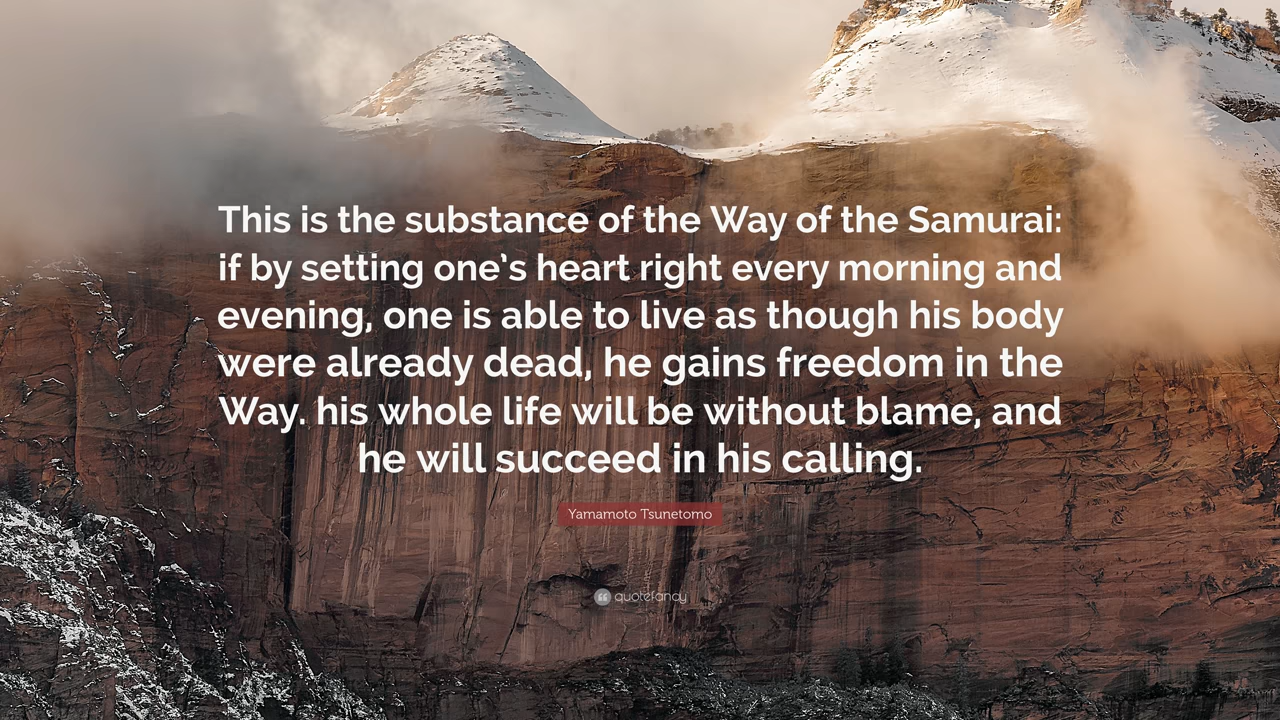 This is the substance of the Way of the Samurai:
if by setting one’s heart right every morning and
evening, one is able to live as though his body
were already dead, he gains freedom in the
Way. his whole life will be without blame, and
he will succeed in his calling.
Yamamoto Tsunetomo
quotefancy